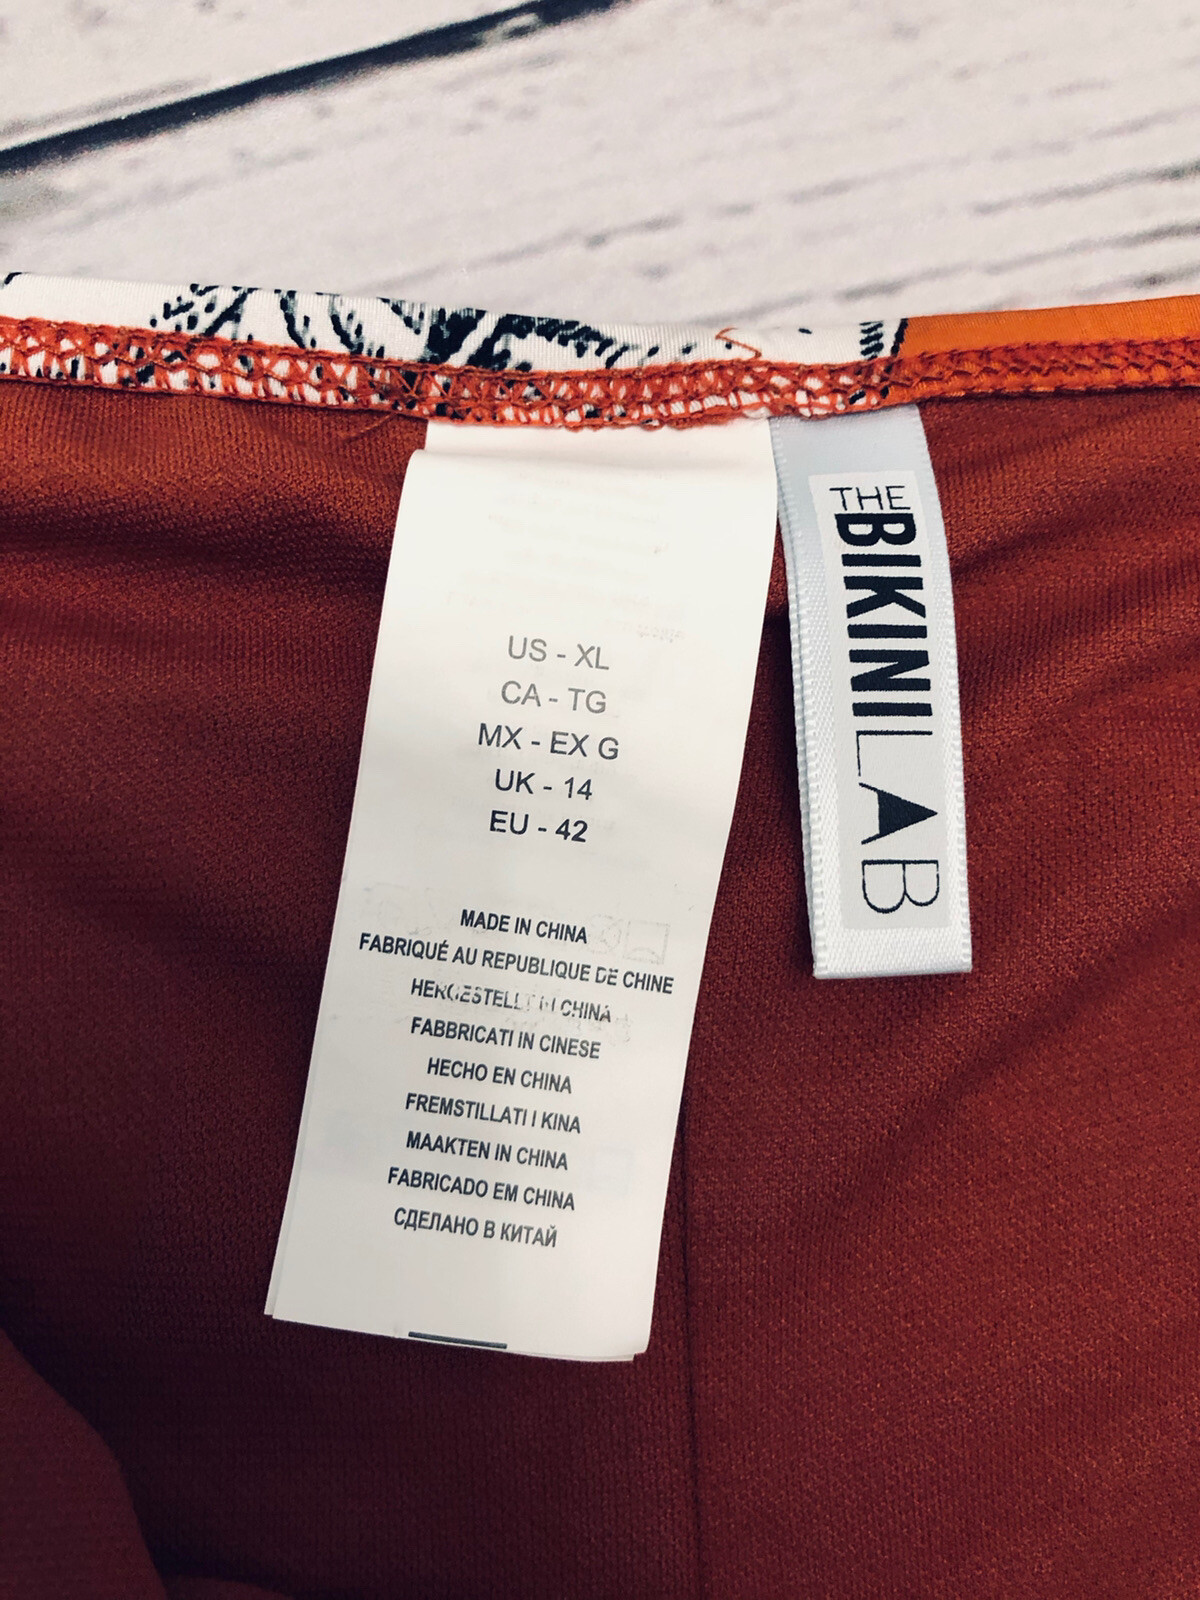 US - XL
CA - TG
MX - EX G
UK - 14
EU - 42
MADE IN CHINA
FABRIQUÉ AU REPUBLIQUE DE CHINE
HERGESTELLT IN CHINA
FABBRICATI IN CINESE
HECHO EN CHINA
FREMSTILLATI I KINA
MAAKTEN IN CHINA
FABRICADO EM CHINA
СДЕЛАНО В КИТАЙ
THE
BIKINILAB